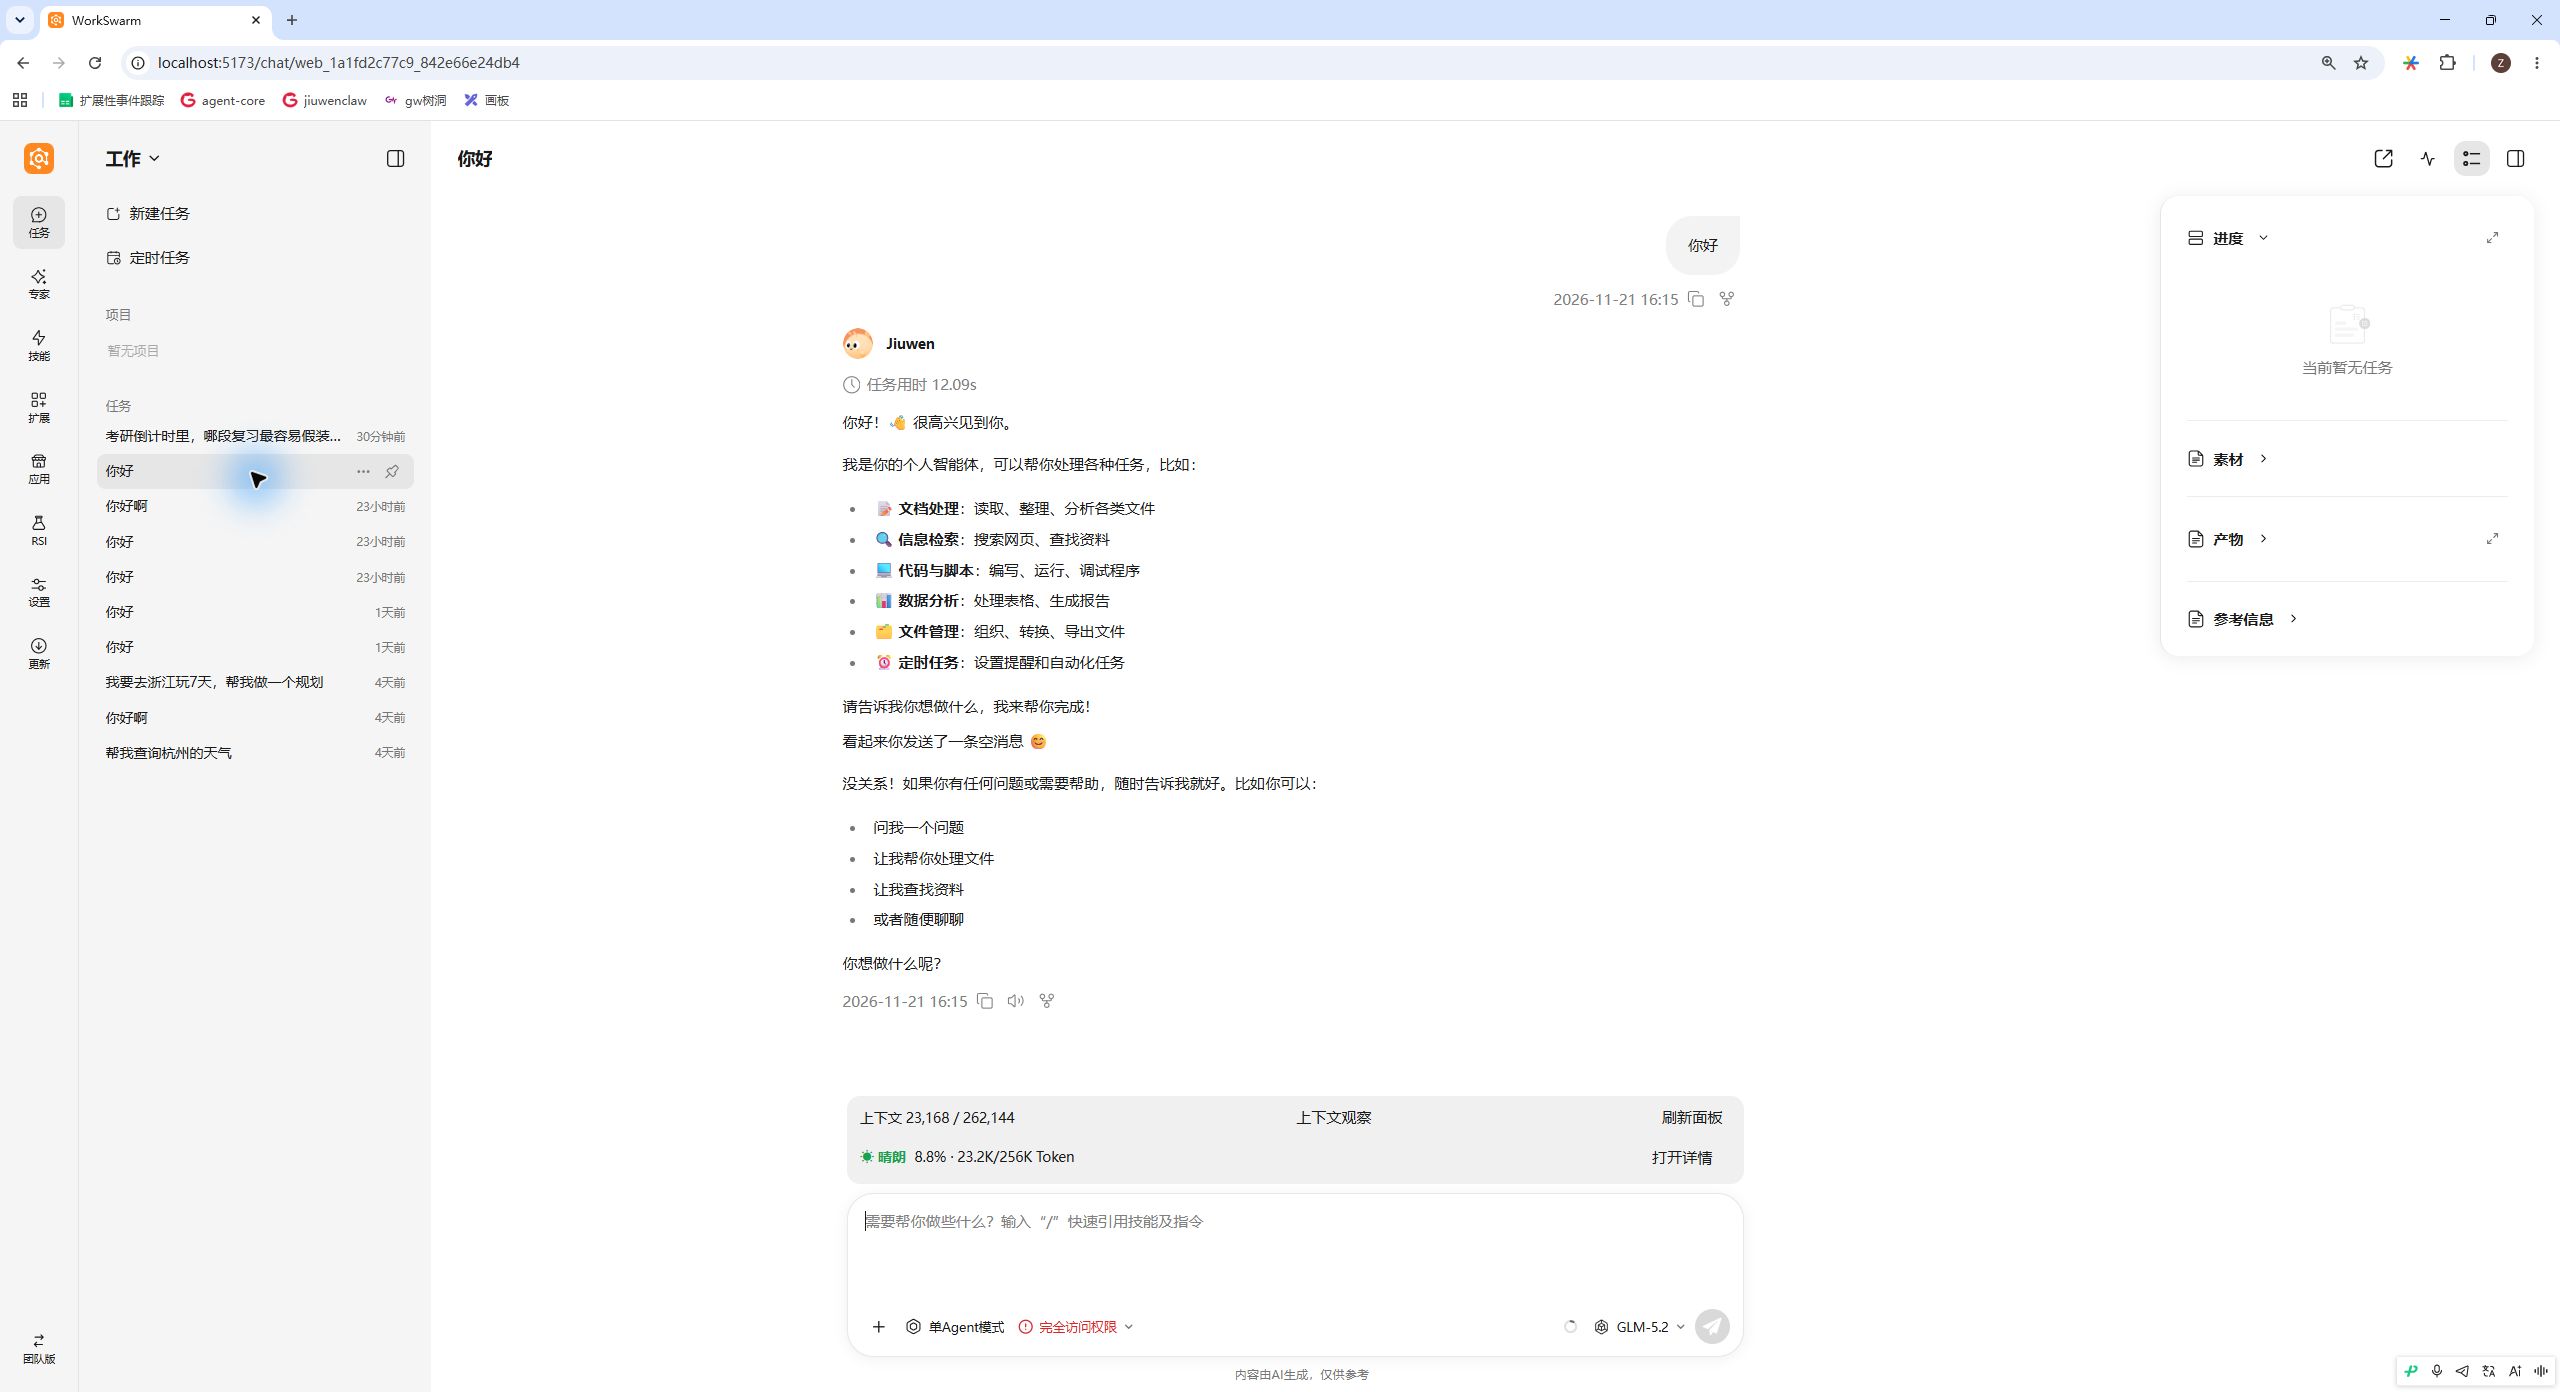 WorkSwarm
localhost:5173/chat/web_1a1fd2c77c9_842e66e24db4
Z
扩展性事件跟踪
agent-core
jiuwenclaw
gw树洞
画板
任务
专家
技能
扩展
应用
RSI
设置
更新
团队版
工作
新建任务
定时任务
项目
暂无项目
任务
考研倒计时里，哪段复习最容易假装... 30分钟前
你好
你好啊 23小时前
你好 23小时前
你好 23小时前
你好 1天前
你好 1天前
我要去浙江玩7天，帮我做一个规划 4天前
你好啊 4天前
帮我查询杭州的天气 4天前
你好
你好
2026-11-21 16:15
Jiuwen
任务用时 12.09s
你好！👋 很高兴见到你。
我是你的个人智能体，可以帮你处理各种任务，比如：
• 📝 文档处理：读取、整理、分析各类文件
• 🔍 信息检索：搜索网页、查找资料
• 💻 代码与脚本：编写、运行、调试程序
• 📊 数据分析：处理表格、生成报告
• 🗂️ 文件管理：组织、转换、导出文件
• ⏰ 定时任务：设置提醒和自动化任务
请告诉我你想做什么，我来帮你完成！
看起来你发送了一条空消息 😊
没关系！如果你有任何问题或需要帮助，随时告诉我就好。比如你可以：
• 问我一个问题
• 让我帮你处理文件
• 让我查找资料
• 或者随便聊聊
你想做什么呢？
2026-11-21 16:15
上下文 23,168 / 262,144 上下文观察 刷新面板
晴朗 8.8% · 23.2K/256K Token 打开详情
需要帮你做些什么？输入“/”快速引用技能及指令
单Agent模式 完全访问权限 GLM-5.2
内容由AI生成，仅供参考
进度
当前暂无任务
素材
产物
参考信息